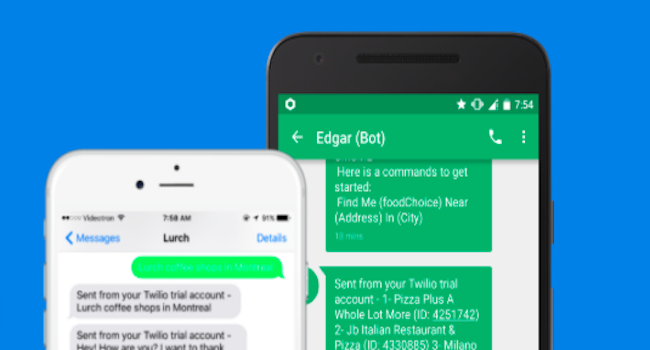 Videotron
7:58 AM
91%
Messages
Lurch
Details
Lurch coffee shops in Montreal
Sent from your Twilio trial account -
Lurch coffee shops in Montreal
Sent from your Twilio trial account -
Hey! How are you? I want to thank
7:54
Edgar (Bot)
Here is a commands to get
started:
Find Me (foodChoice) Near
(Address) In (City)
13 mins
Sent from your Twilio trial
account - 1- Pizza Plus A
Whole Lot More (ID: 4251742)
2- Jb Italian Restaurant &
Pizza (ID: 4330885) 3- Milano